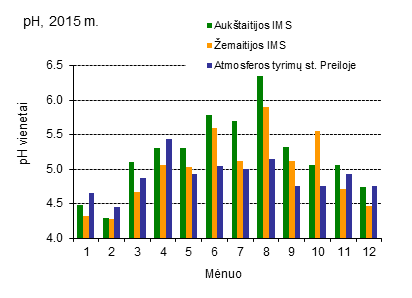 pH, 2015 m.
Aukštaitijos IMS
Žemaitijos IMS
Atmosferos tyrimų st. Preiloje
6.5
6.0
5.5
5.0
4.5
4.0
pH vienetai
1 2 3 4 5 6 7 8 9 10 11 12
Mėnuo